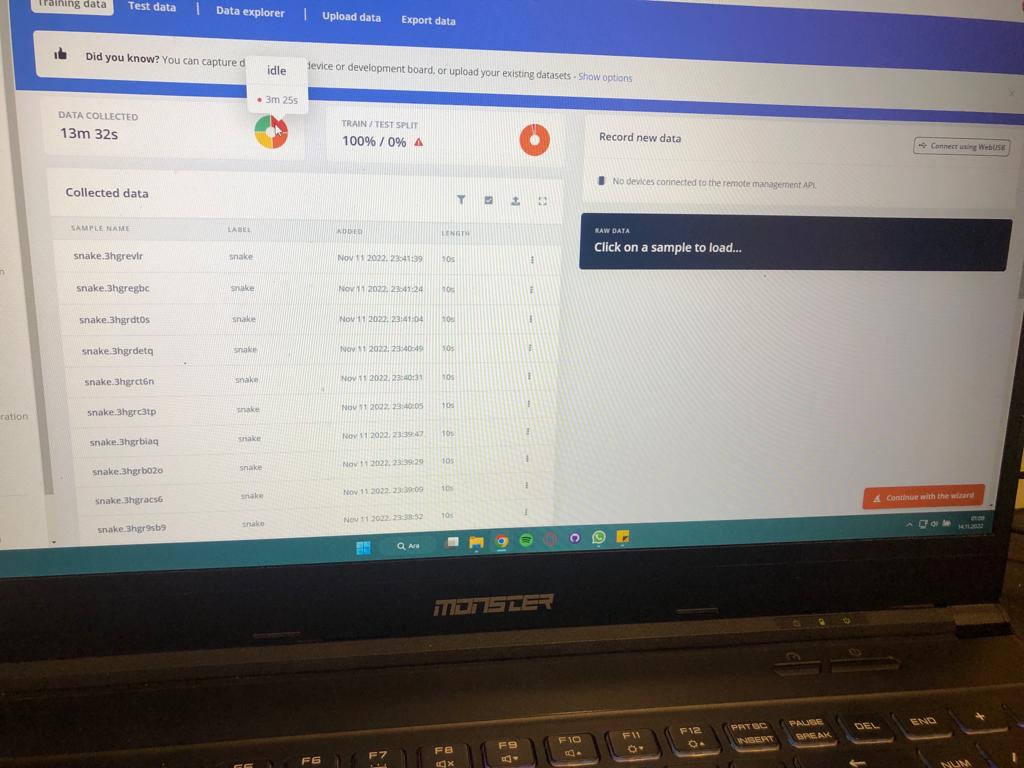 Training data
Test data
Data explorer
Upload data
Export data
Did you know? You can capture d
device or development board, or upload your existing datasets - Show options
idle
3m 25s
DATA COLLECTED
13m 32s
TRAIN / TEST SPLIT
100% / 0%
Record new data
Connect using WebUSB
No devices connected to the remote management API.
RAW DATA
Click on a sample to load...
Collected data
SAMPLE NAME LABEL ADDED LENGTH
snake.3hgrevlr snake Nov 11 2022, 23:41:39 10s
snake.3hgregbc snake Nov 11 2022, 23:41:24 10s
snake.3hgrdt0s snake Nov 11 2022, 23:41:04 10s
snake.3hgrdetq snake Nov 11 2022, 23:40:49 10s
snake.3hgrct6n snake Nov 11 2022, 23:40:31 10s
snake.3hgrc3tp snake Nov 11 2022, 23:40:05 10s
snake.3hgrbiaq snake Nov 11 2022, 23:39:47 10s
snake.3hgrb02o snake Nov 11 2022, 23:39:29 10s
snake.3hgracs6 snake Nov 11 2022, 23:39:09 10s
snake.3hgr9sb9 snake Nov 11 2022, 23:38:52 10s
ration
Continue with the wizard
Ara
01:09
14.11.2022
MONSTER
F6
F7
F8
F9
F10
F11
F12
PRTSC
INSERT
PAUSE
BREAK
DEL
END
+
NUM